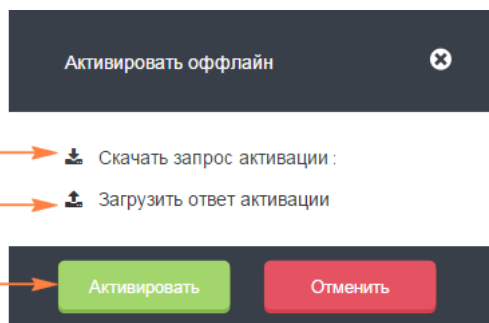 Активировать оффлайн
Скачать запрос активации :
Загрузить ответ активации
Активировать Отменить